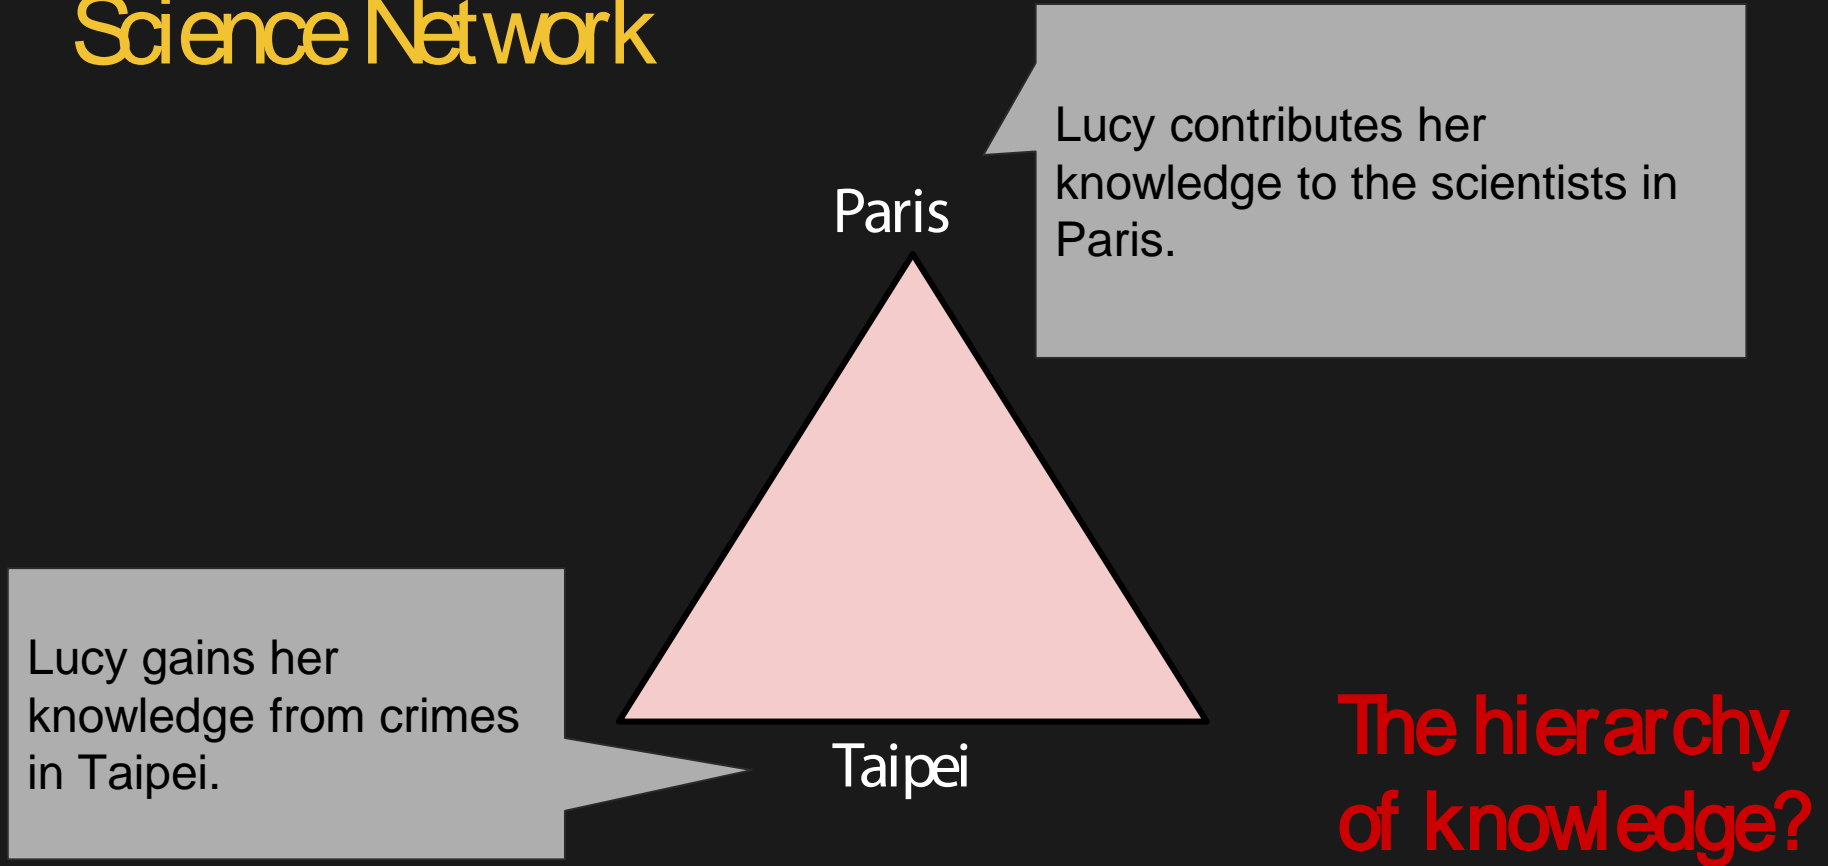 Science Network
Lucy contributes her
knowledge to the scientists in
Paris.
Paris
Lucy gains her
knowledge from crimes
in Taipei.
Taipei
The hierarchy
of knowledge?